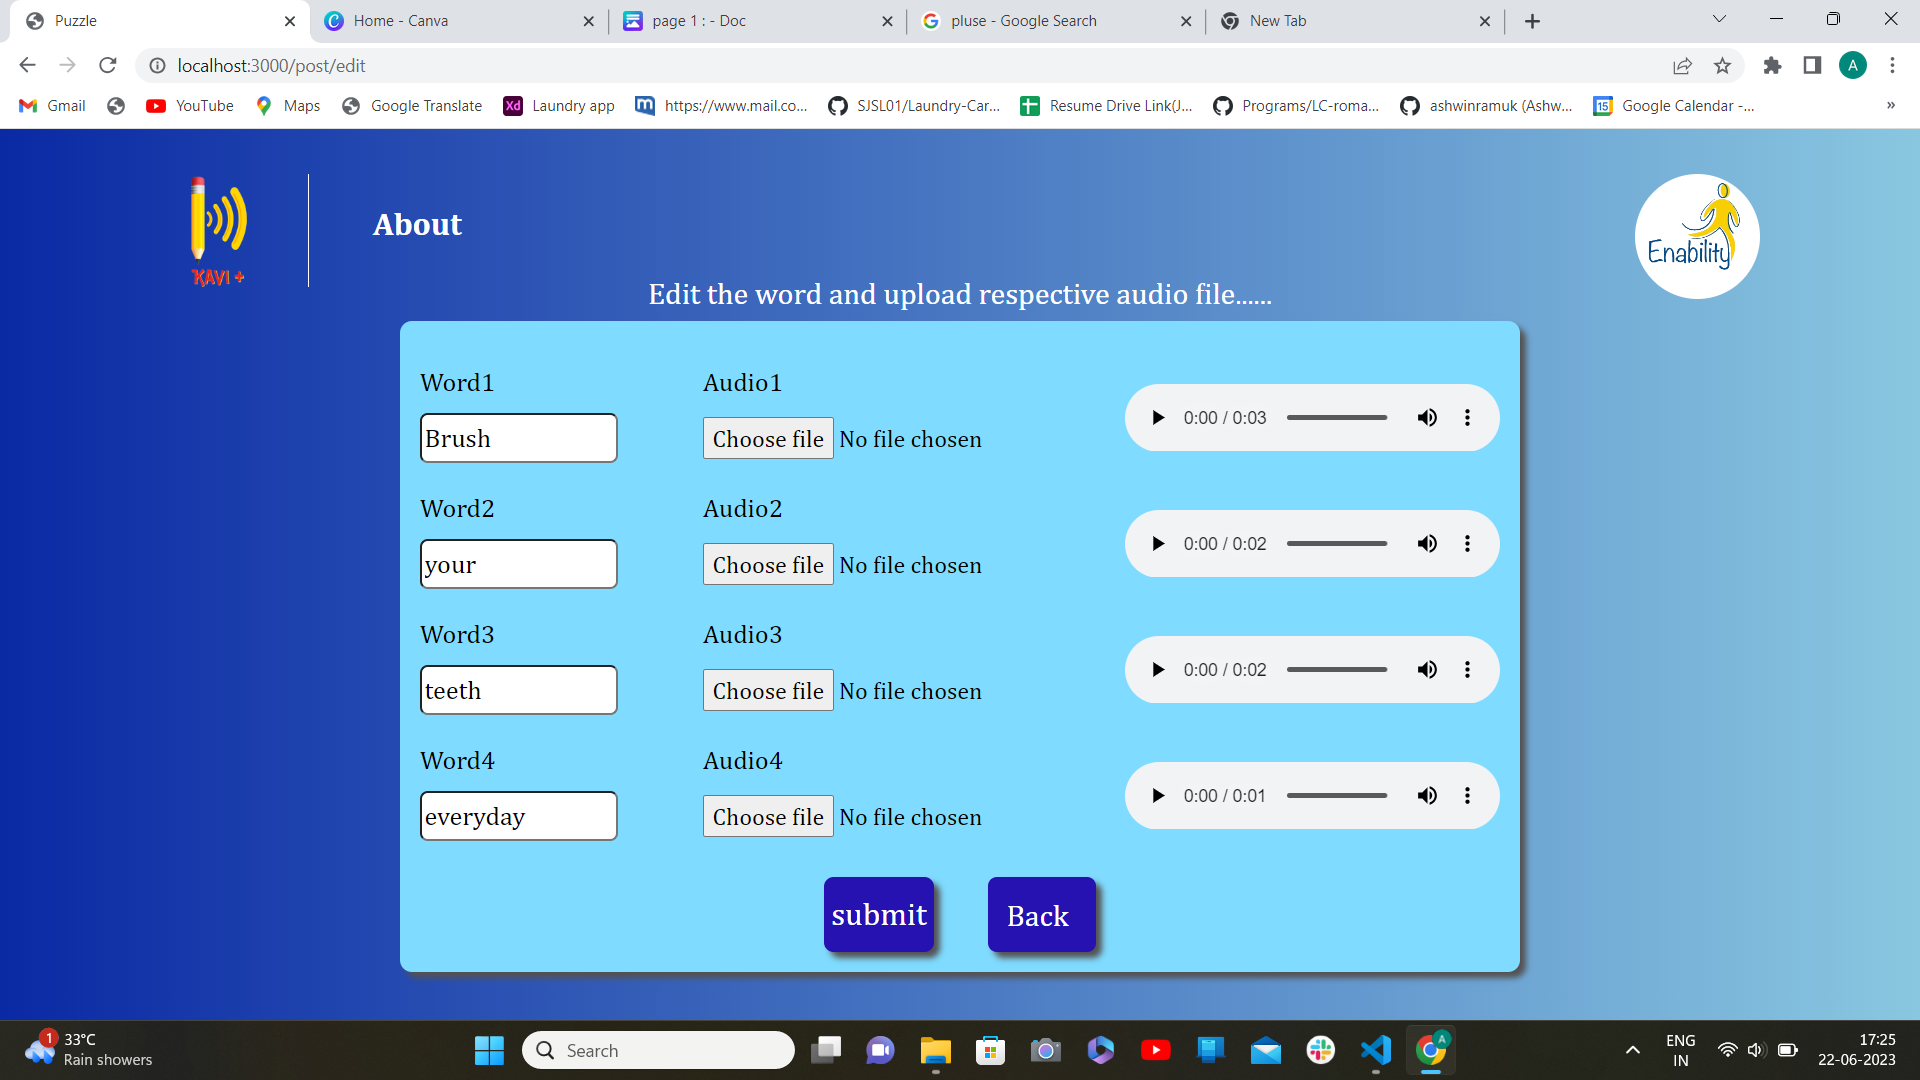 Puzzle
Home - Canva
page 1 : - Doc
pluse - Google Search
New Tab
localhost:3000/post/edit
A
Gmail
YouTube
Maps
Google Translate
Xd Laundry app
https://www.mail.co...
SJSL01/Laundry-Car...
Resume Drive Link(J...
Programs/LC-roma...
ashwinramuk (Ashw...
15 Google Calendar -...
»
KAVI +
About
Enability
Edit the word and upload respective audio file......
Word1
Audio1
Brush
Choose file No file chosen
0:00 / 0:03
Word2
Audio2
your
Choose file No file chosen
0:00 / 0:02
Word3
Audio3
teeth
Choose file No file chosen
0:00 / 0:02
Word4
Audio4
everyday
Choose file No file chosen
0:00 / 0:01
submit
Back
1
33°C
Rain showers
Search
A
ENG
IN
17:25
22-06-2023